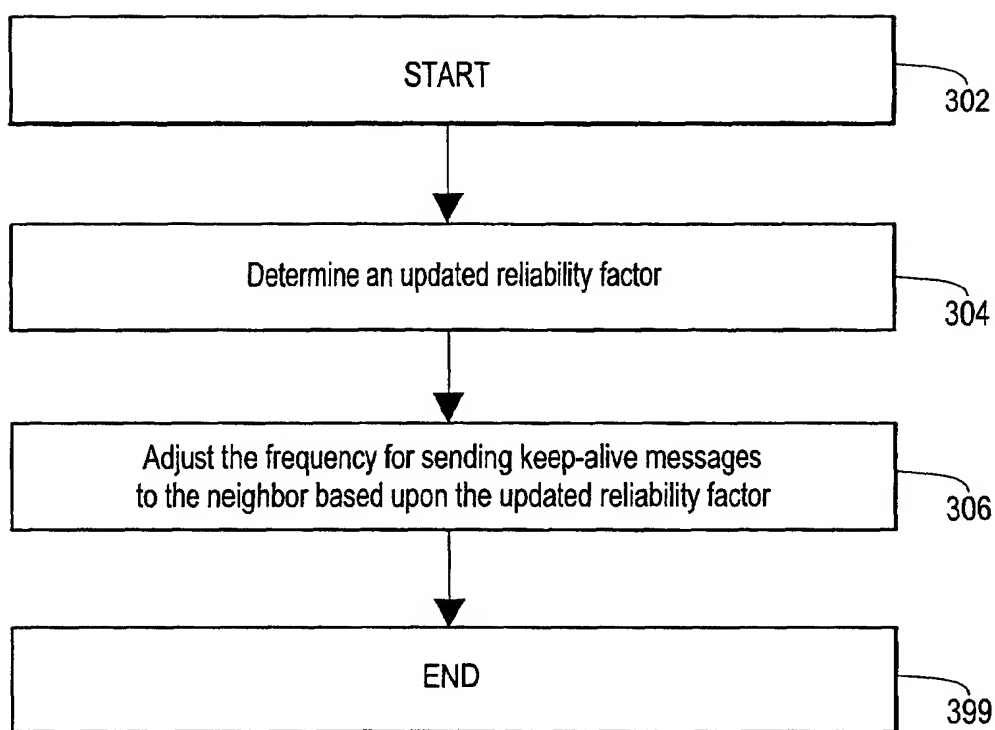 START
302
Determine an updated reliability factor
304
Adjust the frequency for sending keep-alive messages
to the neighbor based upon the updated reliability factor
306
END
399